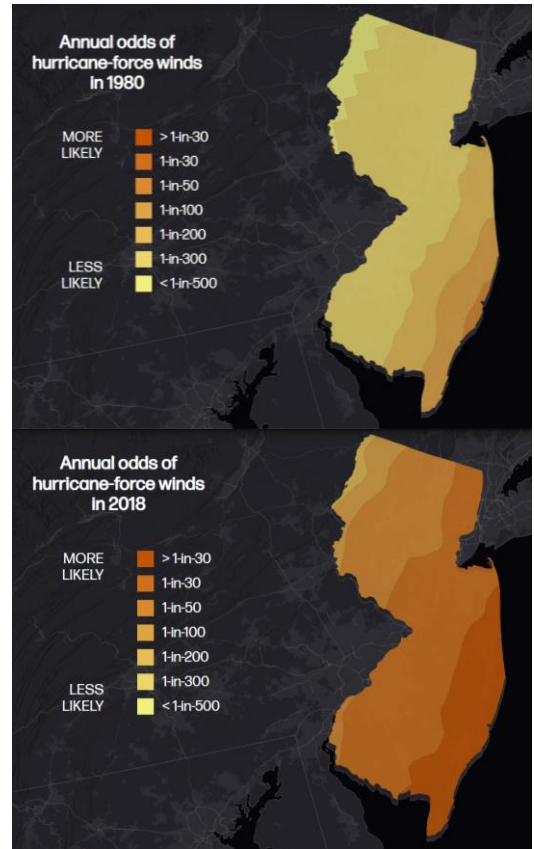 Annual odds of
hurricane-force winds
in 1980
MORE
LIKELY
>1-in-30
1-in-30
1-in-50
1-in-100
1-in-200
1-in-300
<1-in-500
LESS
LIKELY
Annual odds of
hurricane-force winds
in 2018
MORE
LIKELY
>1-in-30
1-in-30
1-in-50
1-in-100
1-in-200
1-in-300
<1-in-500
LESS
LIKELY